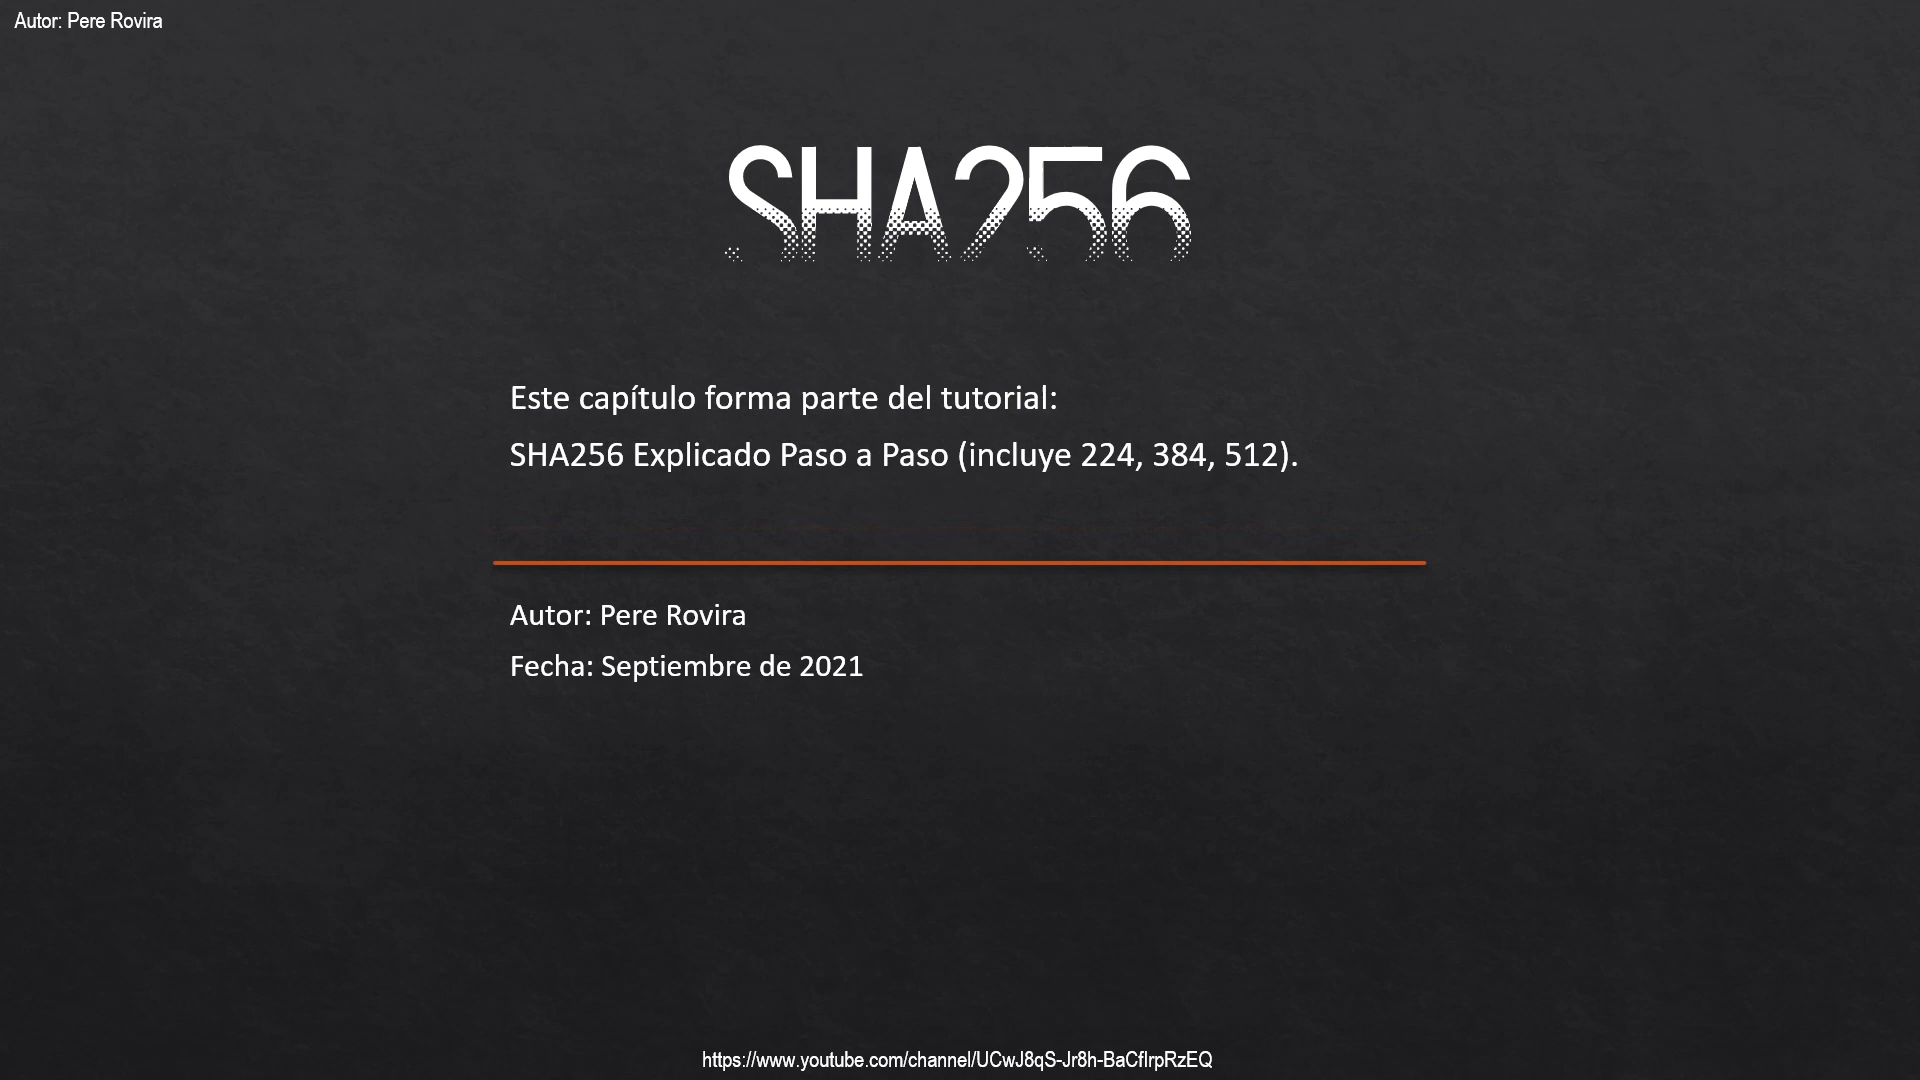 Autor: Pere Rovira
SHA256
Este capítulo forma parte del tutorial:
SHA256 Explicado Paso a Paso (incluye 224, 384, 512).
Autor: Pere Rovira
Fecha: Septiembre de 2021
https://www.youtube.com/channel/UCwJ8qS-Jr8h-BaCfIrpRzEQ